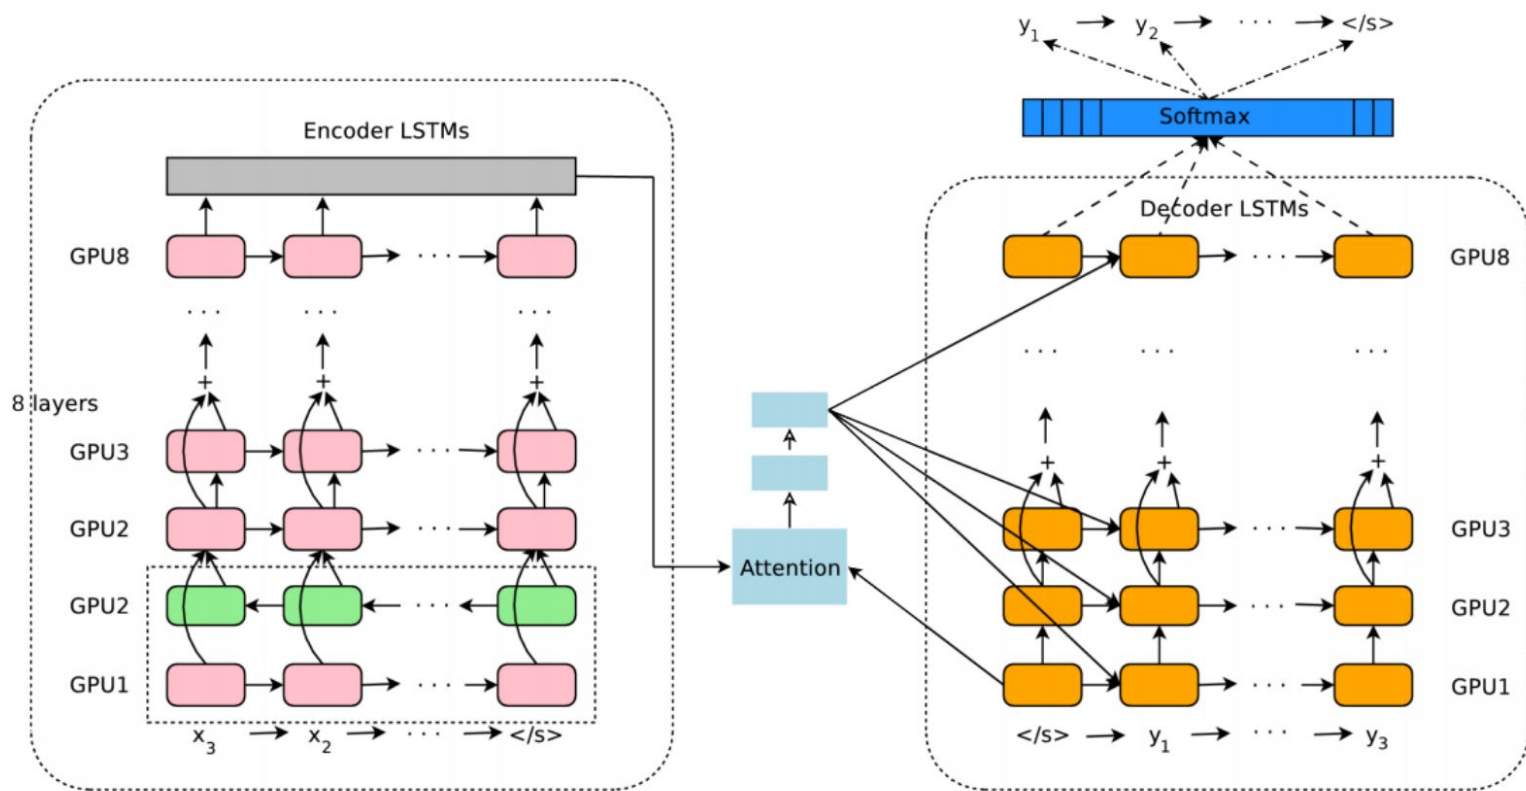 y1 y2 · · · </s>
Softmax
Encoder LSTMs
Decoder LSTMs
GPU8 · · · · · · GPU8
· · · · · · · · ·
· · · · · · · · ·
+ + +
8 layers
GPU3 · · ·
+ + +
GPU2 · · · · · · GPU3
Attention
GPU2 · · · · · · GPU2
GPU1 · · · · · · GPU1
x3 x2 · · · </s> </s> y1 · · · y3